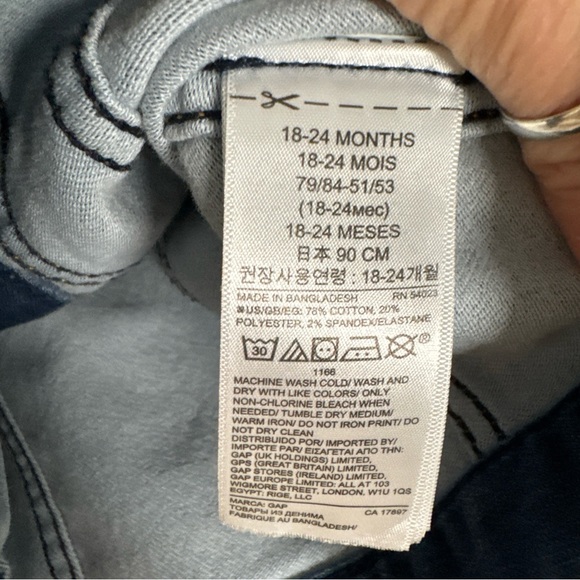 18-24 MONTHS
18-24 MOIS
79/84-51/53
(18-24мес)
18-24 MESES
日本 90 CM
권장사용연령 : 18-24개월
MADE IN BANGLADESH RN 54023
US/GB/EG: 78% COTTON, 20%
POLYESTER, 2% SPANDEX/ELASTANE
30
1166
MACHINE WASH COLD/ WASH AND
DRY WITH LIKE COLORS/ ONLY
NON-CHLORINE BLEACH WHEN
NEEDED/ TUMBLE DRY MEDIUM/
WARM IRON/ DO NOT IRON PRINT/ DO
NOT DRY CLEAN
DISTRIBUIDO POR/ IMPORTED BY/
IMPORTE PAR/ ΕΙΣΑΓΕΤΑΙ ΑΠΟ ΤΗΝ:
GAP (UK HOLDINGS) LIMITED,
GPS (GREAT BRITAIN) LIMITED,
GAP STORES (IRELAND) LIMITED,
GAP EUROPE LIMITED: ALL AT 103
WIGMORE STREET, LONDON, W1U 1QS
EGYPT: RIGE, LLC
MARCA: GAP CA 17897
ТОВАРЫ ИЗ ДЕНИМА
FABRIQUE AU BANGLADESH/